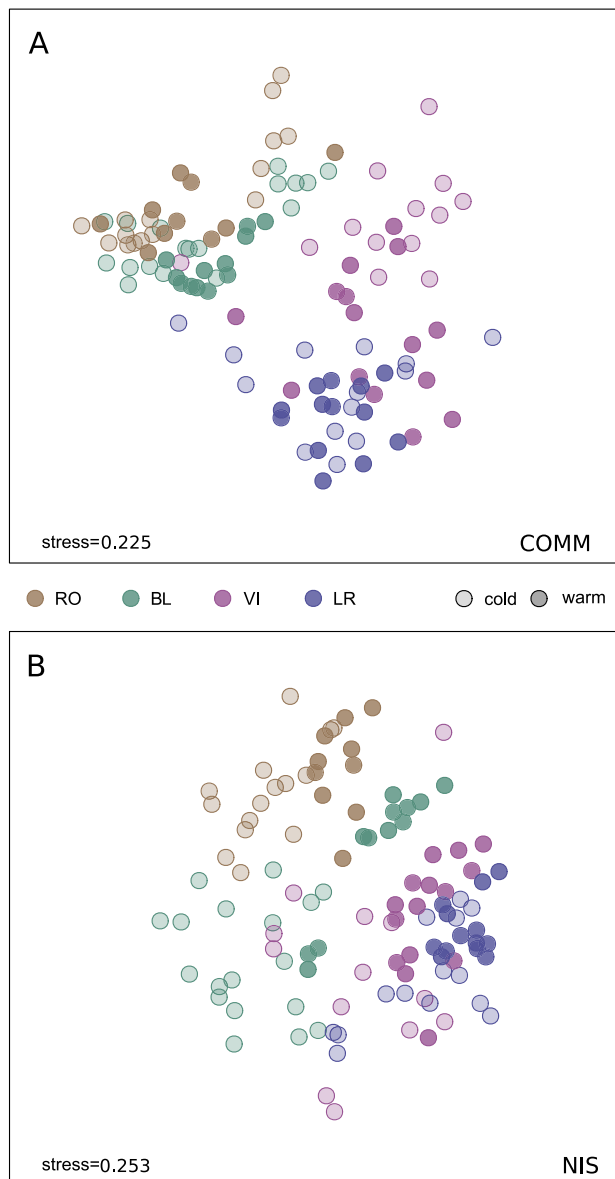 A
stress=0.225
COMM
RO BL VI LR cold warm
B
stress=0.253
NIS